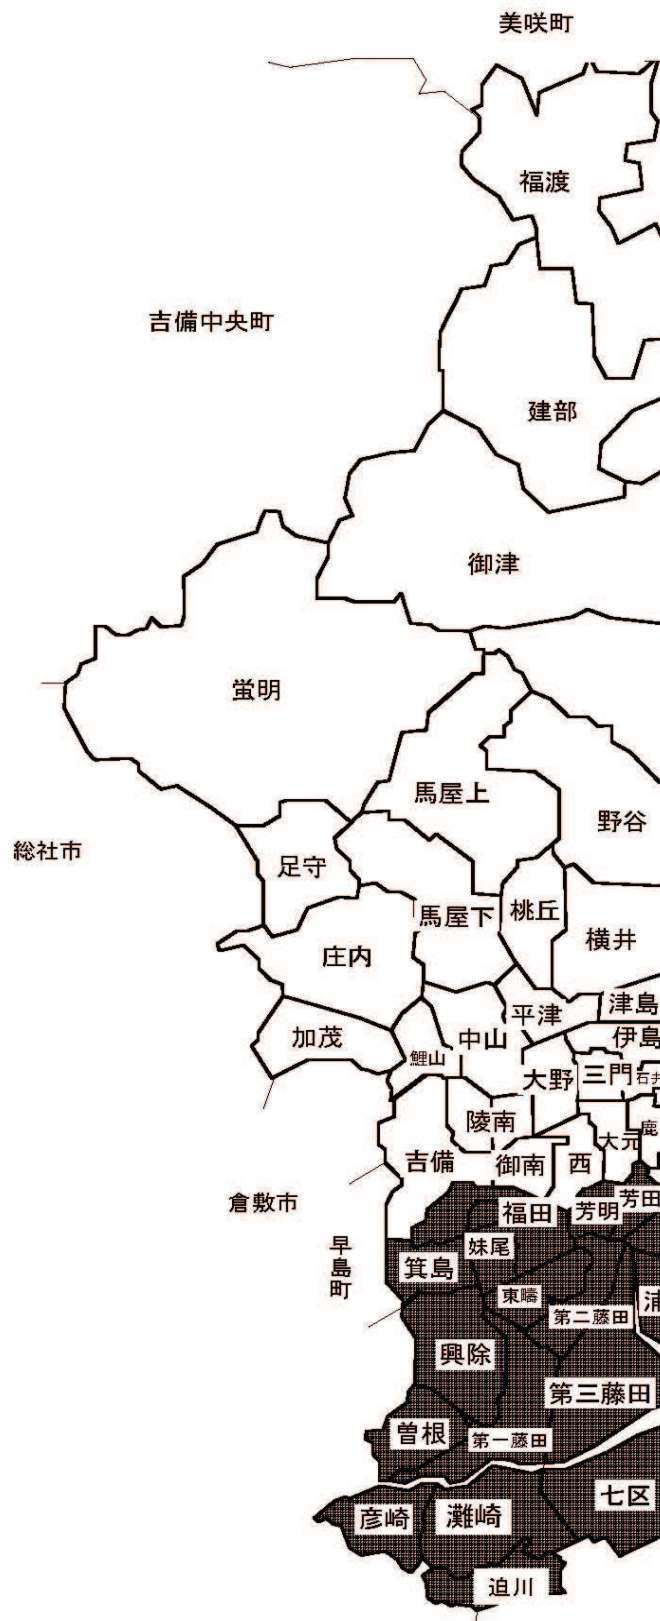 美咲町
福渡
吉備中央町
建部
御津
蛍明
馬屋上
野谷
総社市
足守
馬屋下
桃丘
横井
庄内
津島
平津
加茂
中山
伊島
鯉山
大野
三門
石井
陵南
大元
鹿
吉備
御南
西
倉敷市
福田
芳明
芳田
早島町
妹尾
箕島
東疇
第二藤田
浦
興除
第三藤田
曽根
第一藤田
七区
彦崎
灘崎
迫川